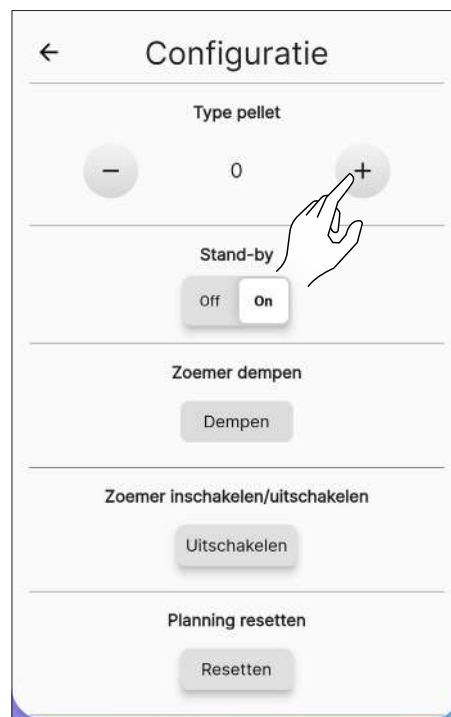 ← Configuratie
Type pellet
− 0 +
Stand-by
Off On
Zoemer dempen
Dempen
Zoemer inschakelen/uitschakelen
Uitschakelen
Planning resetten
Resetten